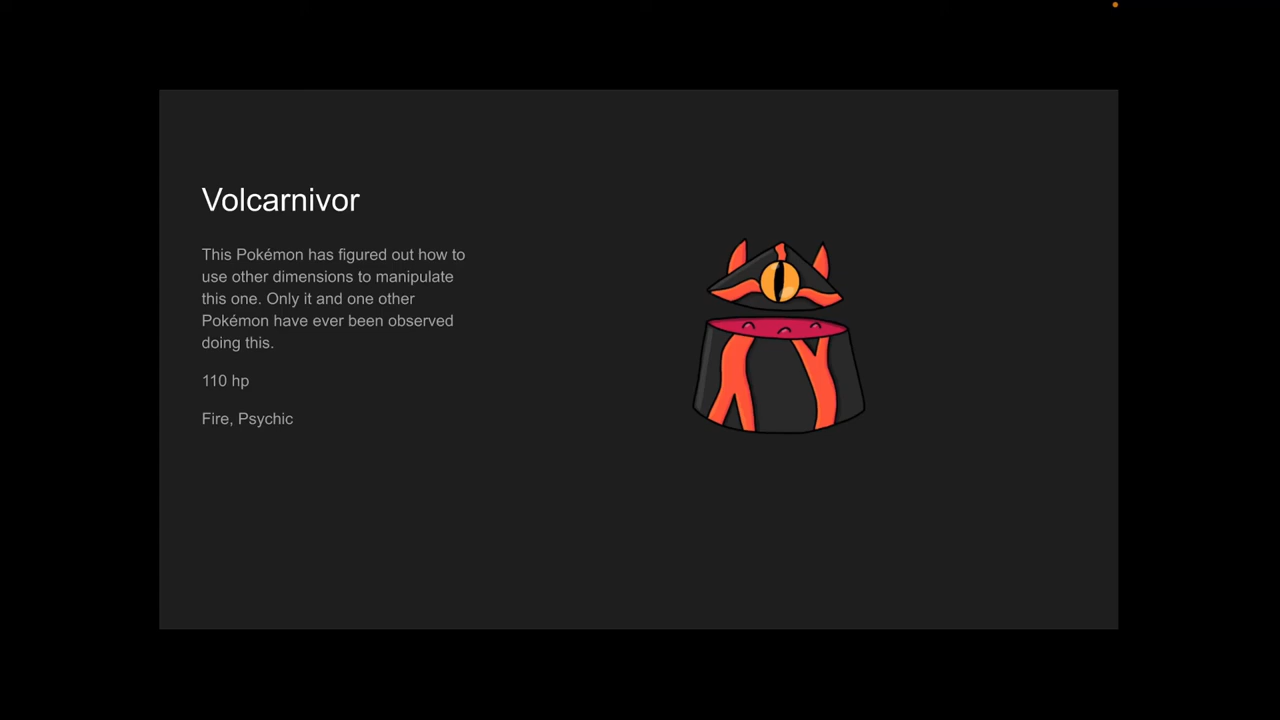 Volcarnivor
This Pokémon has figured out how to
use other dimensions to manipulate
this one. Only it and one other
Pokémon have ever been observed
doing this.
110 hp
Fire, Psychic